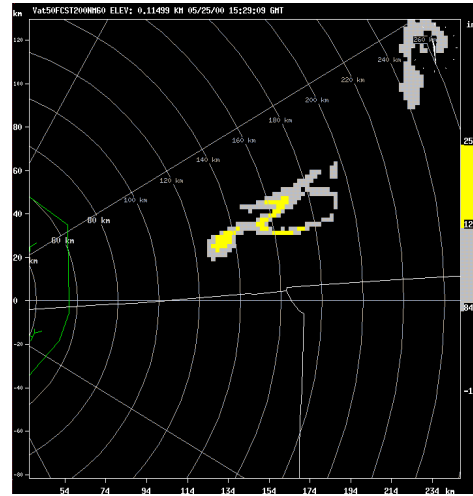 km Vat50FCST200NM60 ELEV; 0.11499 KM 05/25/00 15:29:09 GMT in
120
100
80
60
40
20
0
-20
-40
-60
-80
260
240 km
220 km
200 km
180 km
160 km
140 km
120 km
100 km
80 km
60 km
km
25
12
84
-1
54 74 94 114 134 154 174 194 214 234 km